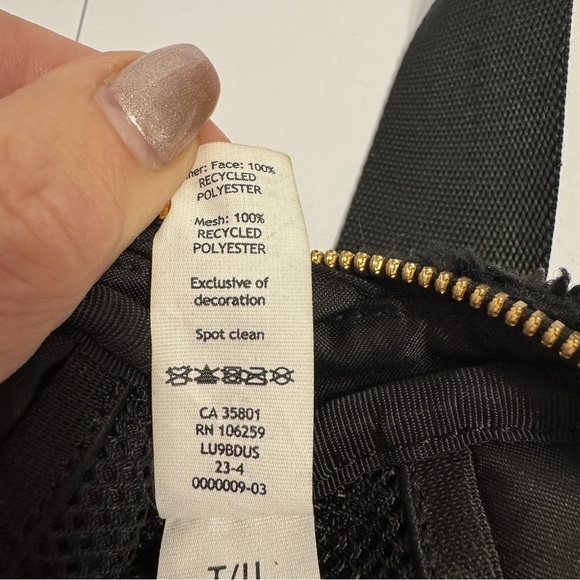 Face: 100%
RECYCLED
POLYESTER
Mesh: 100%
RECYCLED
POLYESTER
Exclusive of
decoration
Spot clean
CA 35801
RN 106259
LU9BDUS
23-4
0000009-03